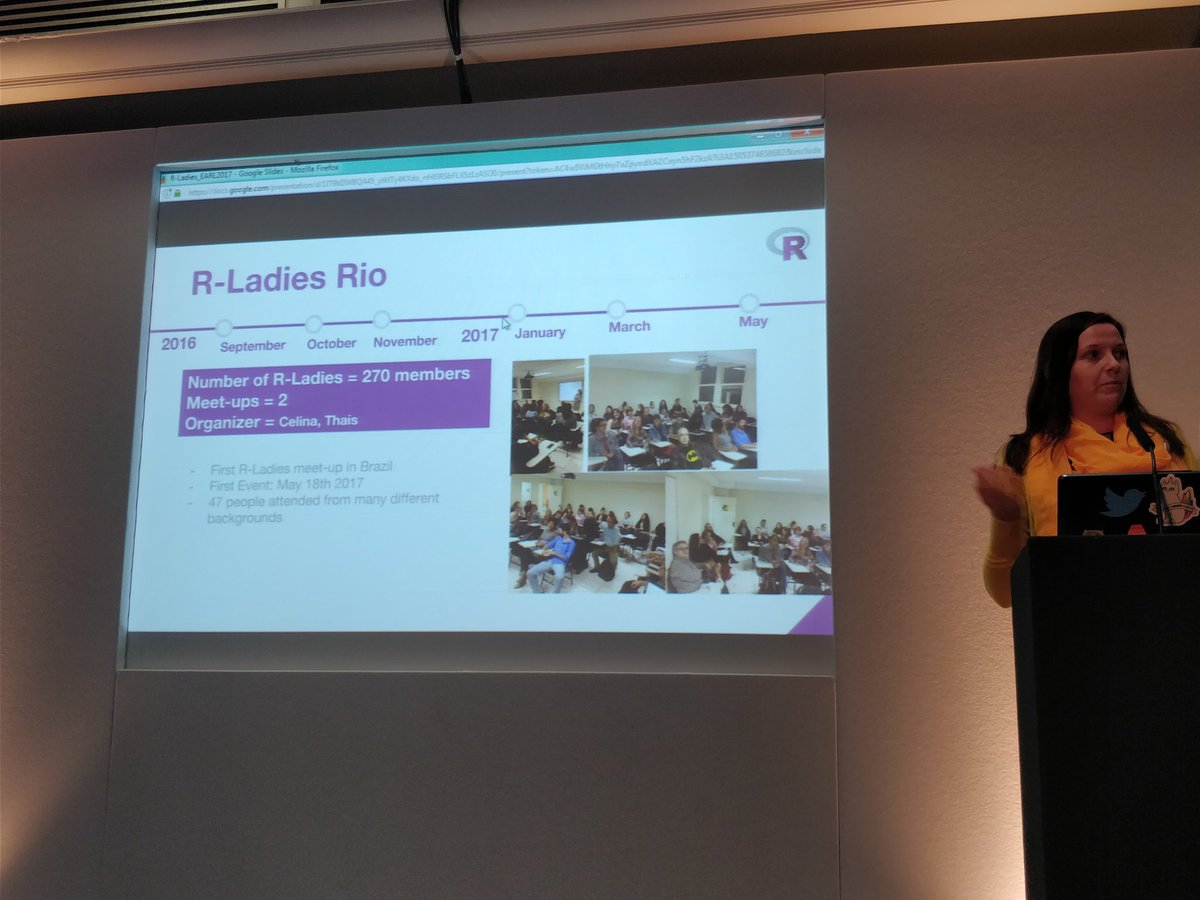 R-Ladies_EARL2017 - Google Slides - Mozilla Firefox
R
R-Ladies Rio
2016 September October November 2017 January March May
Number of R-Ladies = 270 members
Meet-ups = 2
Organizer = Celina, Thais
- First R-Ladies meet-up in Brazil
- First Event: May 18th 2017
- 47 people attended from many different
backgrounds